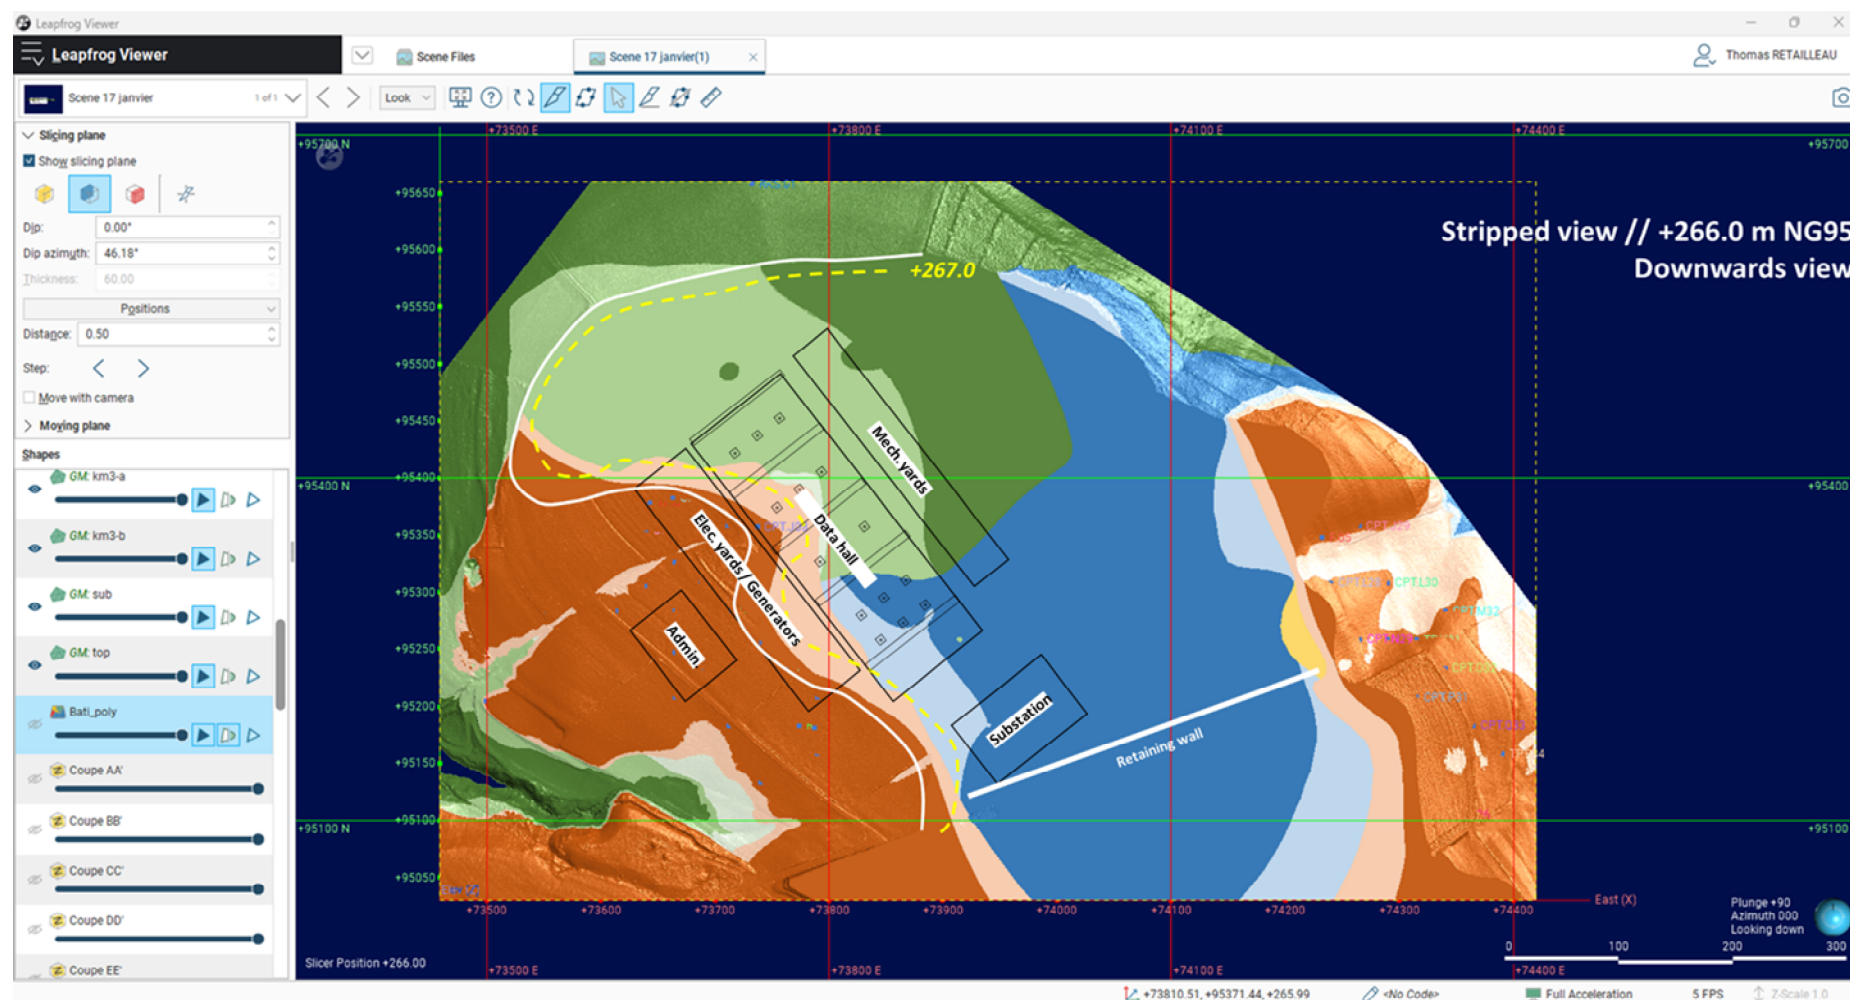 Leapfrog Viewer
Leapfrog Viewer
Scene Files
Scene 17 janvier(1)
Thomas RETAILLEAU
Scene 17 janvier
1 of 1
Look
Slicing plane
Show slicing plane
Dip: 0.00°
Dip azimuth: 46.18°
Thickness: 60.00
Positions
Distance: 0.50
Step:
Move with camera
Moving plane
Shapes
GM: km3-a
GM: km3-b
GM: sub
GM: top
Bati_poly
Coupe AA'
Coupe BB'
Coupe CC'
Coupe DD'
Coupe EE'
+73500 E
+73800 E
+74100 E
+74400 E
+95700 N
+95700
+95650
+95600
+95550
+95500
+95450
+95400
+95350
+95300
+95250
+95200
+95150
+95100
+95050
+95400 N
+95400
+95100 N
+95100
Stripped view // +266.0 m NG95
Downwards view
+267.0
Mech. yards
Data hall
Elec. yards / Generators
Admin.
Substation
Retaining wall
CPT.L30
+73500
+73600
+73700
+73800
+73900
+74000
+74100
+74200
+74300
+74400
East (X)
Plunge +90
Azimuth 000
Looking down
0
100
200
300
Slicer Position +266.00
+73500 E
+73800 E
+74100 E
+74400 E
+73810.51, +95371.44, +265.99
<No Code>
Full Acceleration
5 FPS
Z-Scale 1.0